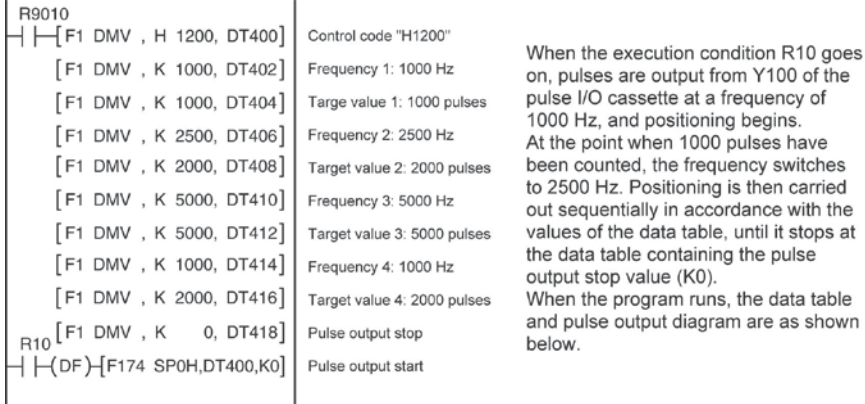 R9010
[F1 DMV , H 1200, DT400] Control code "H1200"
[F1 DMV , K 1000, DT402] Frequency 1: 1000 Hz
[F1 DMV , K 1000, DT404] Targe value 1: 1000 pulses
[F1 DMV , K 2500, DT406] Frequency 2: 2500 Hz
[F1 DMV , K 2000, DT408] Target value 2: 2000 pulses
[F1 DMV , K 5000, DT410] Frequency 3: 5000 Hz
[F1 DMV , K 5000, DT412] Target value 3: 5000 pulses
[F1 DMV , K 1000, DT414] Frequency 4: 1000 Hz
[F1 DMV , K 2000, DT416] Target value 4: 2000 pulses
[F1 DMV , K 0, DT418] Pulse output stop
R10
(DF) [F174 SP0H,DT400,K0] Pulse output start
When the execution condition R10 goes
on, pulses are output from Y100 of the
pulse I/O cassette at a frequency of
1000 Hz, and positioning begins.
At the point when 1000 pulses have
been counted, the frequency switches
to 2500 Hz. Positioning is then carried
out sequentially in accordance with the
values of the data table, until it stops at
the data table containing the pulse
output stop value (K0).
When the program runs, the data table
and pulse output diagram are as shown
below.